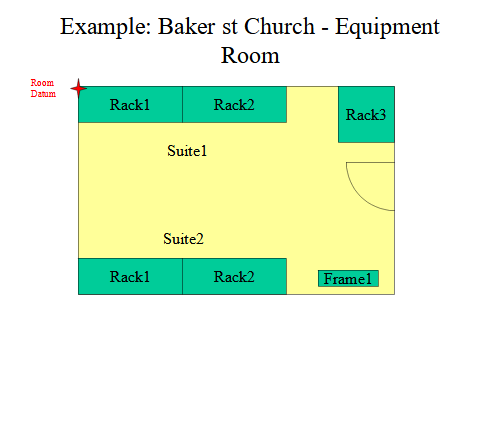 Example: Baker st Church - Equipment
Room
Room
Datum
Rack1
Rack2
Rack3
Suite1
Suite2
Rack1
Rack2
Frame1